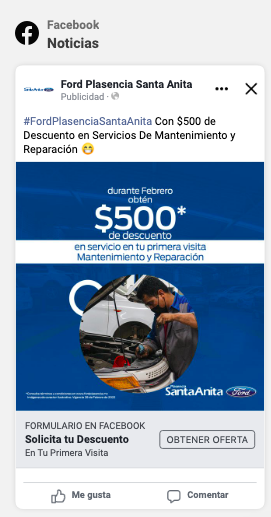 Facebook
Noticias
Ford Plasencia Santa Anita
Publicidad ·
#FordPlasenciaSantaAnita Con $500 de
Descuento en Servicios De Mantenimiento y
Reparación 😁
durante Febrero
obtén
$500*
de descuento
en servicio en tu primera visita
Mantenimiento y Reparación
Plasencia
SantaAnita
Ford
FORMULARIO EN FACEBOOK
Solicita tu Descuento
En Tu Primera Visita
OBTENER OFERTA
Me gusta
Comentar